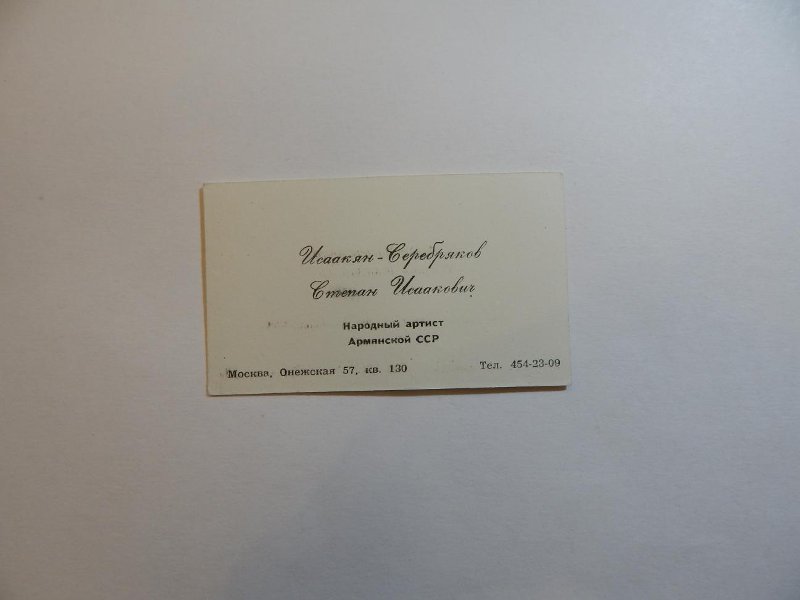 Исаакян-Серебряков
Степан Исаакович
Народный артист
Армянской ССР
Москва, Онежская 57, кв. 130 Тел. 454-23-09